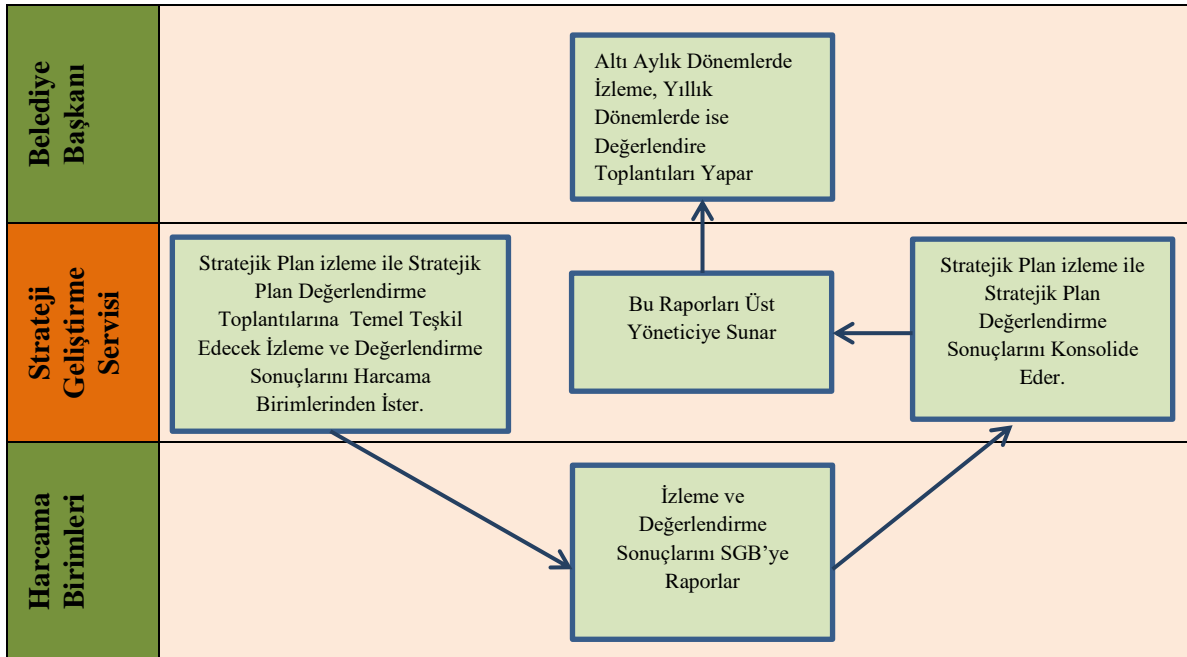 Belediye
Başkanı
Altı Aylık Dönemlerde
İzleme, Yıllık
Dönemlerde ise
Değerlendire
Toplantıları Yapar
Strateji
Geliştirme
Servisi
Stratejik Plan izleme ile Stratejik
Plan Değerlendirme
Toplantılarına Temel Teşkil
Edecek İzleme ve Değerlendirme
Sonuçlarını Harcama
Birimlerinden İster.
Bu Raporları Üst
Yöneticiye Sunar
Stratejik Plan izleme ile
Stratejik Plan
Değerlendirme
Sonuçlarını Konsolide
Eder.
Harcama
Birimleri
İzleme ve
Değerlendirme
Sonuçlarını SGB’ye
Raporlar